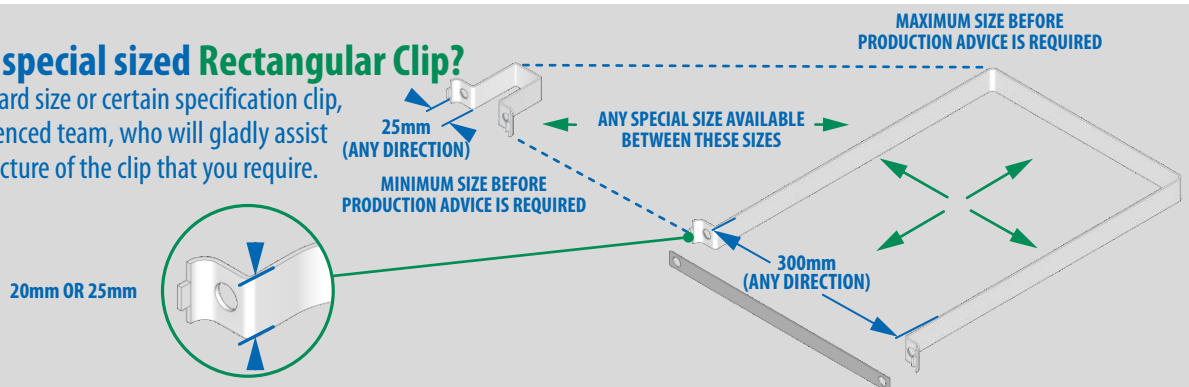 special sized Rectangular Clip?
ard size or certain specification clip,
enced team, who will gladly assist
cture of the clip that you require.
MAXIMUM SIZE BEFORE
PRODUCTION ADVICE IS REQUIRED
25mm
(ANY DIRECTION)
ANY SPECIAL SIZE AVAILABLE
BETWEEN THESE SIZES
MINIMUM SIZE BEFORE
PRODUCTION ADVICE IS REQUIRED
300mm
(ANY DIRECTION)
20mm OR 25mm